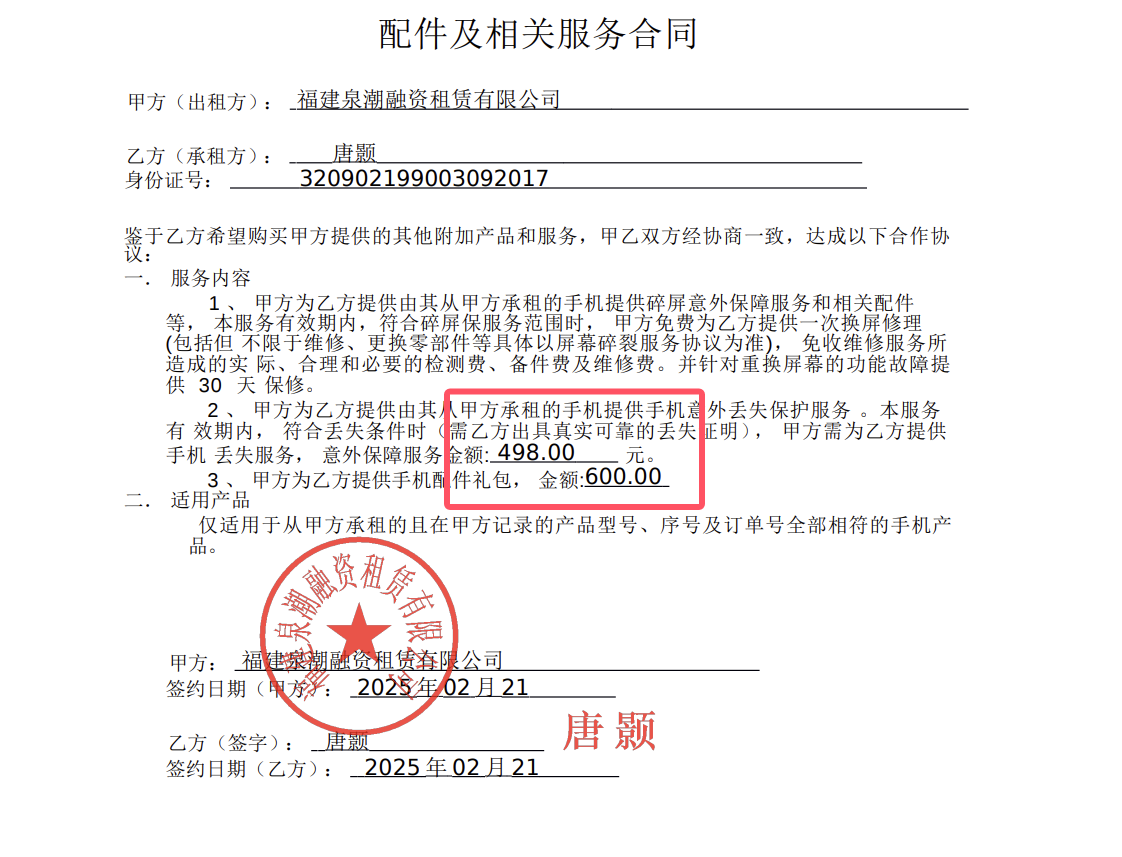 配件及相关服务合同
甲方（出租方）： 福建泉潮融资租赁有限公司
乙方（承租方）： 唐颢
身份证号： 320902199003092017
鉴于乙方希望购买甲方提供的其他附加产品和服务，甲乙双方经协商一致，达成以下合作协
议：
一． 服务内容
1 、 甲方为乙方提供由其从甲方承租的手机提供碎屏意外保障服务和相关配件
等， 本服务有效期内，符合碎屏保服务范围时， 甲方免费为乙方提供一次换屏修理
(包括但 不限于维修、更换零部件等具体以屏幕碎裂服务协议为准)， 免收维修服务所
造成的实 际、合理和必要的检测费、备件费及维修费。并针对重换屏幕的功能故障提
供 30 天 保修。
2 、 甲方为乙方提供由其从甲方承租的手机提供手机意外丢失保护服务 。本服务
有 效期内， 符合丢失条件时（需乙方出具真实可靠的丢失证明）， 甲方需为乙方提供
手机 丢失服务， 意外保障服务金额: 498.00 元。
3 、 甲方为乙方提供手机配件礼包， 金额:600.00
二． 适用产品
仅适用于从甲方承租的且在甲方记录的产品型号、序号及订单号全部相符的手机产
品。
福建泉潮融资租赁有限公司
甲方： 福建泉潮融资租赁有限公司
签约日期（甲方）： 2025年02月21
唐颢
乙方（签字）： 唐颢
签约日期（乙方）： 2025年02月21